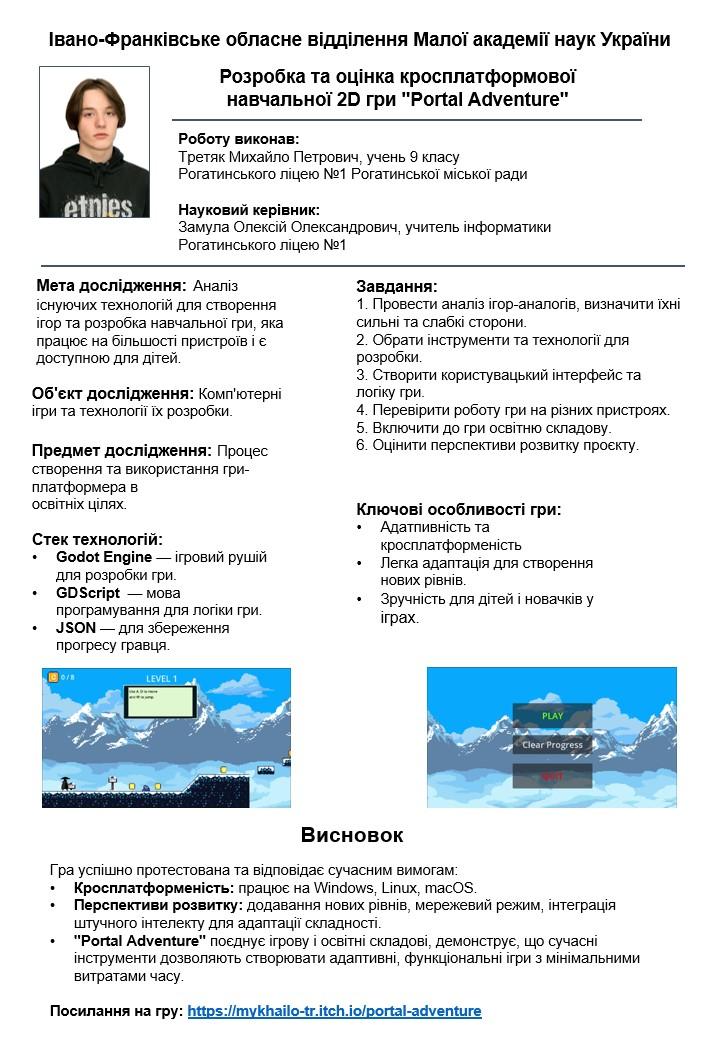 Івано-Франківське обласне відділення Малої академії наук України
Розробка та оцінка кросплатформової
навчальної 2D гри "Portal Adventure"
etnies
Роботу виконав:
Третяк Михайло Петрович, учень 9 класу
Рогатинського ліцею №1 Рогатинської міської ради
Науковий керівник:
Замула Олексій Олександрович, учитель інформатики
Рогатинського ліцею №1
Мета дослідження: Аналіз
існуючих технологій для створення
ігор та розробка навчальної гри, яка
працює на більшості пристроїв і є
доступною для дітей.
Об'єкт дослідження: Комп'ютерні
ігри та технології їх розробки.
Предмет дослідження: Процес
створення та використання гри-
платформера в
освітніх цілях.
Стек технологій:
• Godot Engine — ігровий рушій
для розробки гри.
• GDScript — мова
програмування для логіки гри.
• JSON — для збереження
прогресу гравця.
Завдання:
1. Провести аналіз ігор-аналогів, визначити їхні
сильні та слабкі сторони.
2. Обрати інструменти та технології для
розробки.
3. Створити користувацький інтерфейс та
логіку гри.
4. Перевірити роботу гри на різних пристроях.
5. Включити до гри освітню складову.
6. Оцінити перспективи розвитку проєкту.
Ключові особливості гри:
• Адатпивність та
кросплатформеність
• Легка адаптація для створення
нових рівнів.
• Зручність для дітей і новачків у
іграх.
0 / 8
LEVEL 1
Use A D to move
and W to jump
PLAY
Clear Progress
QUIT
Висновок
Гра успішно протестована та відповідає сучасним вимогам:
• Кросплатформеність: працює на Windows, Linux, macOS.
• Перспективи розвитку: додавання нових рівнів, мережевий режим, інтеграція
штучного інтелекту для адаптації складності.
• "Portal Adventure" поєднує ігрову і освітні складові, демонструє, що сучасні
інструменти дозволяють створювати адаптивні, функціональні ігри з мінімальними
витратами часу.
Посилання на гру: https://mykhailo-tr.itch.io/portal-adventure